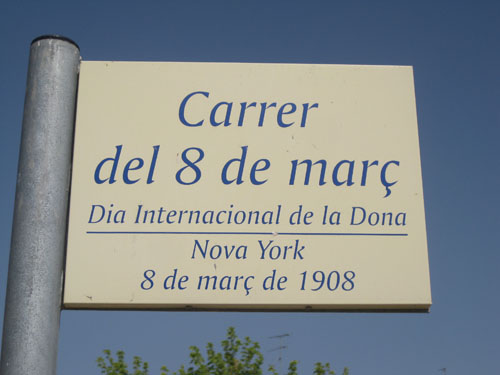 Carrer
del 8 de març
Dia Internacional de la Dona
Nova York
8 de març de 1908